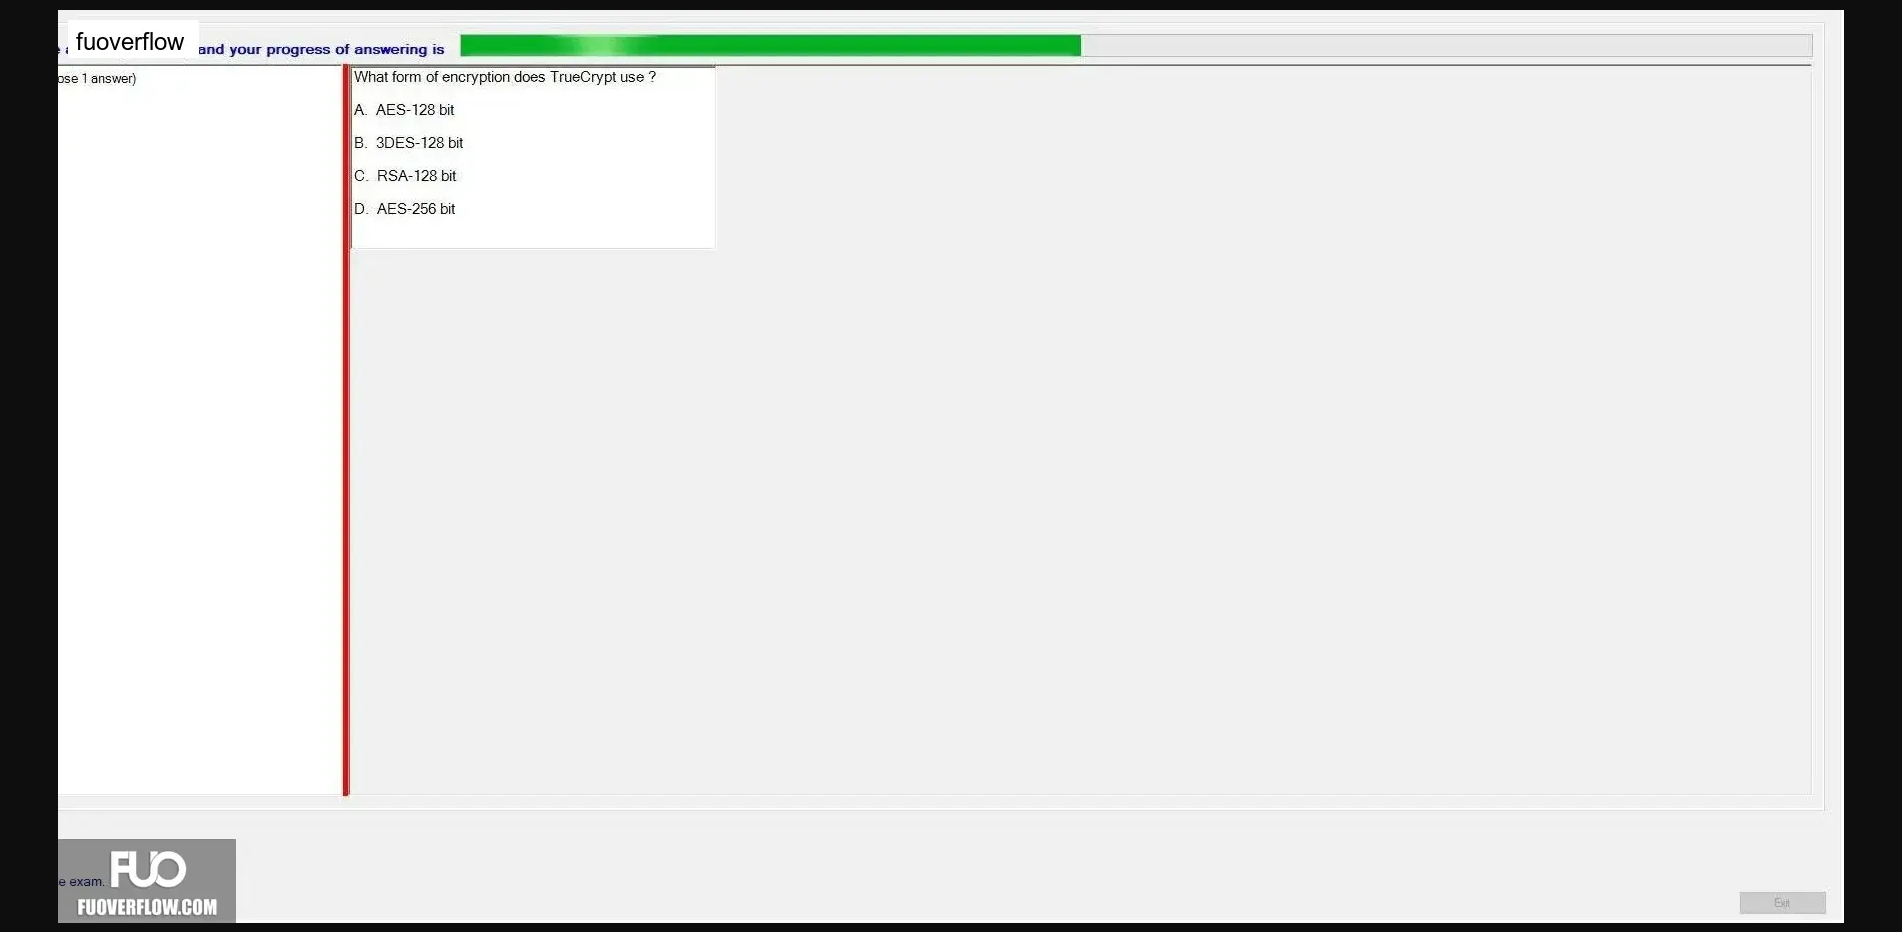 fuoverflow
and your progress of answering is
ose 1 answer)
What form of encryption does TrueCrypt use ?
A. AES-128 bit
B. 3DES-128 bit
C. RSA-128 bit
D. AES-256 bit
e exam.
FUO
FUOVERFLOW.COM
Exit